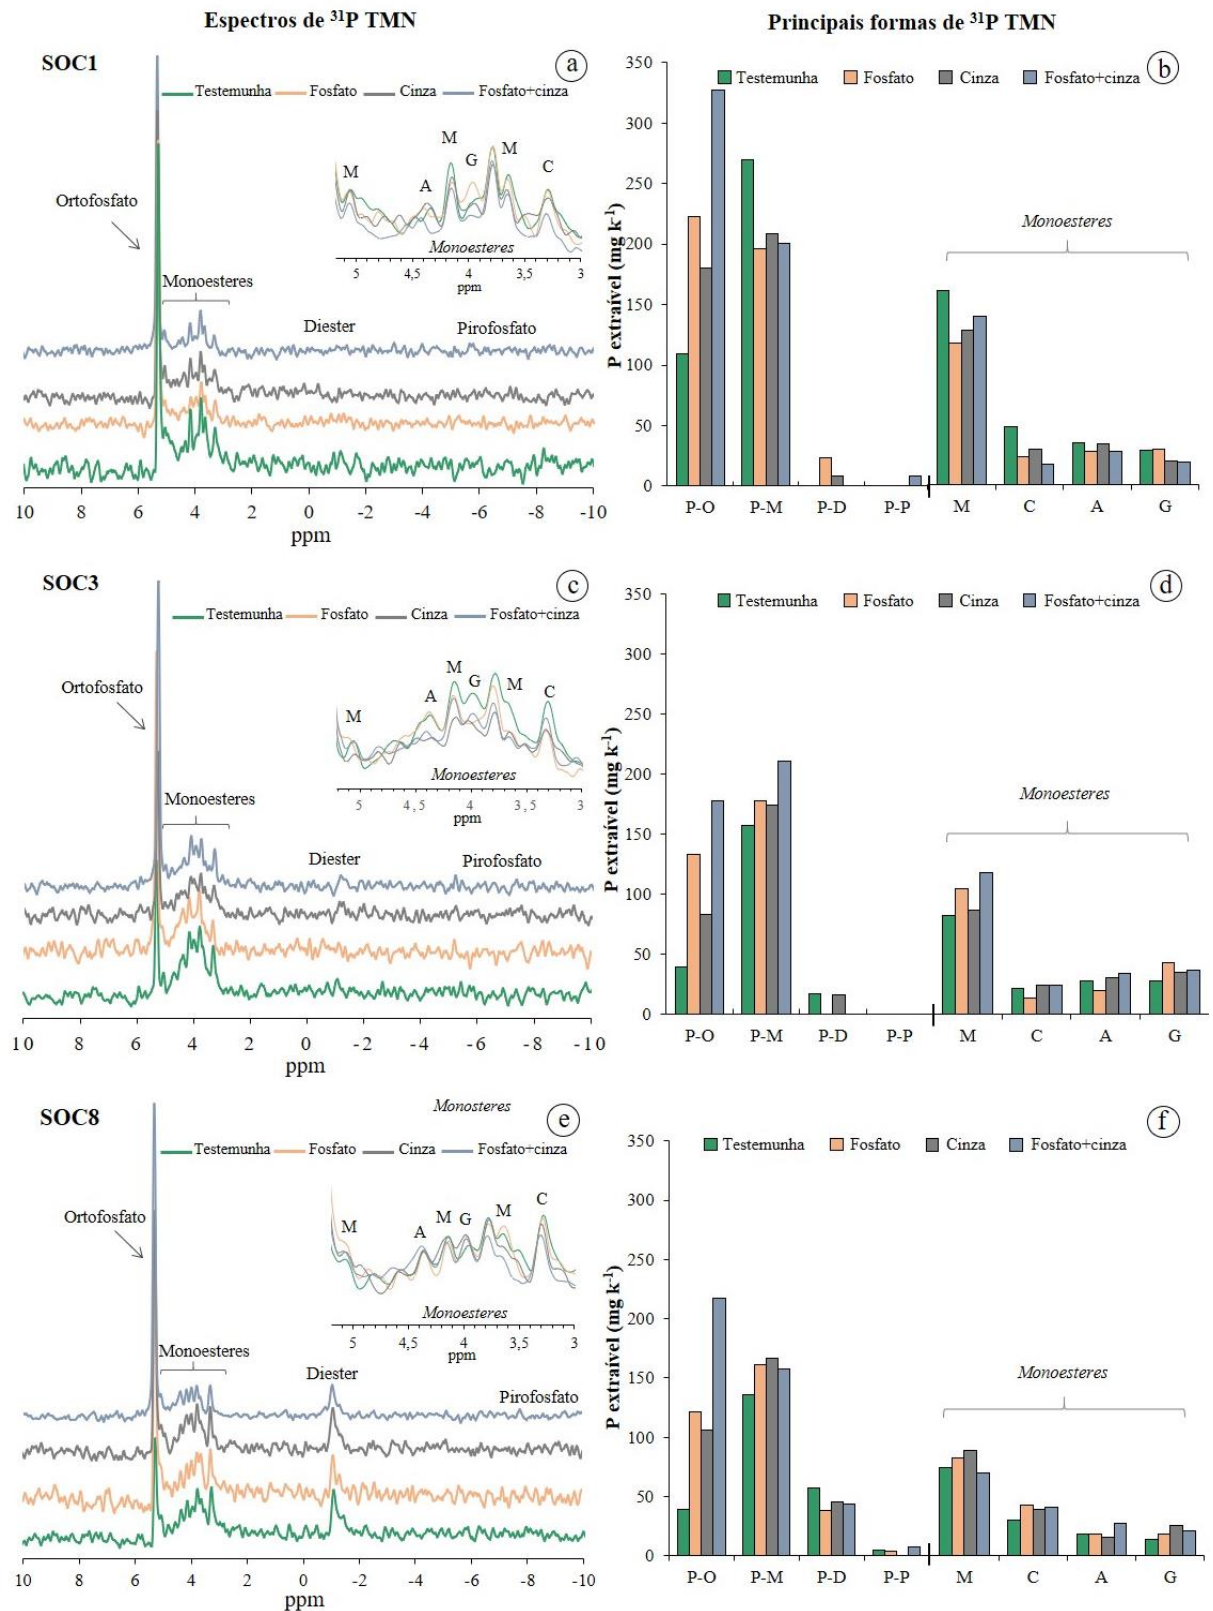 Espectros de ³¹P TMN
Principais formas de ³¹P TMN
SOC1
a
Testemunha Fosfato Cinza Fosfato+cinza
Ortofosfato
Monoesteres
Diester
Pirofosfato
M A M G M C
Monoesteres
5 4,5 4 3,5 3
ppm
10 8 6 4 2 0 -2 -4 -6 -8 -10
ppm
b
Testemunha Fosfato Cinza Fosfato+cinza
P extraível (mg k⁻¹)
350
300
250
200
150
100
50
0
Monoesteres
P-O P-M P-D P-P M C A G
SOC3
c
Testemunha Fosfato Cinza Fosfato+cinza
Ortofosfato
Monoesteres
Diester
Pirofosfato
M A M G M C
Monoesteres
5 4,5 4 3,5 3
ppm
10 8 6 4 2 0 -2 -4 -6 -8 -10
ppm
d
Testemunha Fosfato Cinza Fosfato+cinza
P extraível (mg k⁻¹)
350
300
250
200
150
100
50
0
Monoesteres
P-O P-M P-D P-P M C A G
SOC8
Monosteres
e
Testemunha Fosfato Cinza Fosfato+cinza
Ortofosfato
Monoesteres
Diester
Pirofosfato
M A M G M C
Monoesteres
5 4,5 4 3,5 3
ppm
10 8 6 4 2 0 -2 -4 -6 -8 -10
ppm
f
Testemunha Fosfato Cinza Fosfato+cinza
P extraível (mg k⁻¹)
350
300
250
200
150
100
50
0
Monoesteres
P-O P-M P-D P-P M C A G